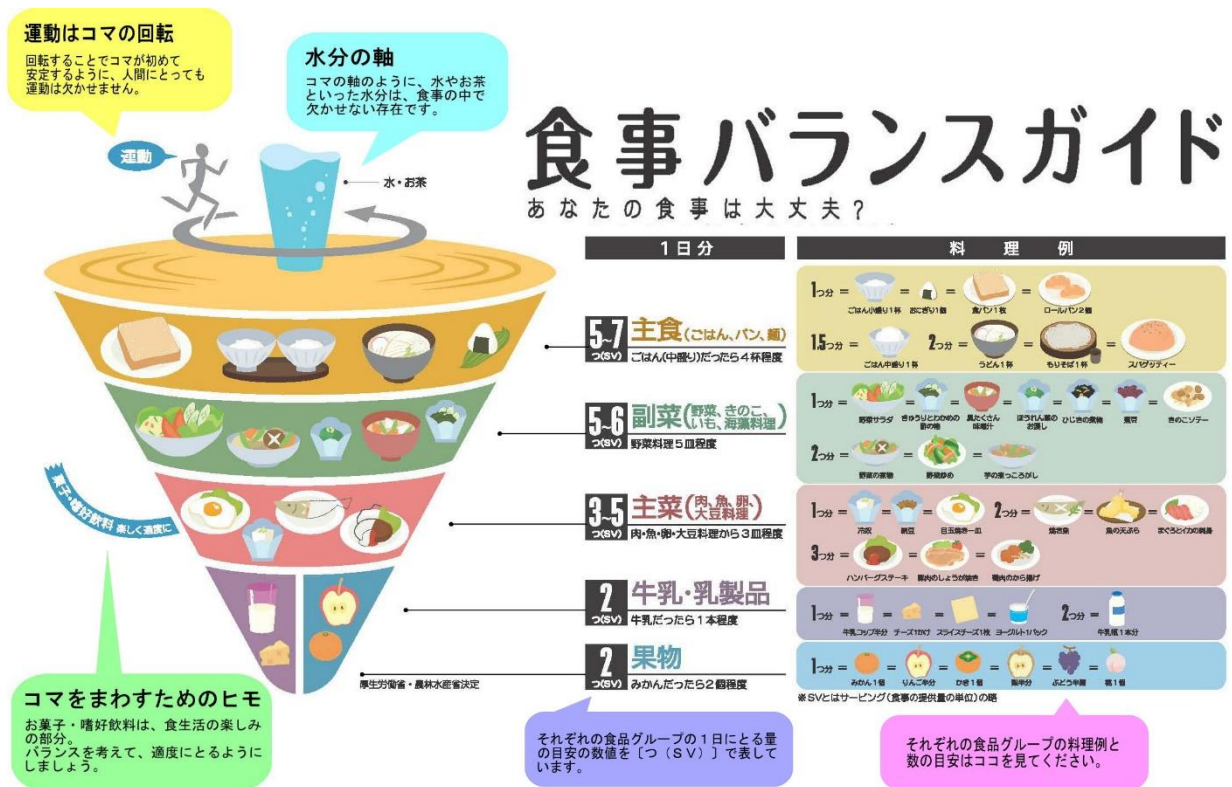 運動はコマの回転
回転することでコマが初めて
安定するように、人間にとっても
運動は欠かせません。
水分の軸
コマの軸のように、水やお茶
といった水分は、食事の中で
欠かせない存在です。
運動
水・お茶
食事バランスガイド
あなたの食事は大丈夫?
1日分
料理例
5~7
つ(SV)
主食(ごはん、パン、麺)
ごはん(中盛り)だったら4杯程度
1つ分 = ごはん小盛り1杯 = おにぎり1個 = 食パン1枚 = ロールパン2個
1.5つ分 = ごはん中盛り1杯 2つ分 = うどん1杯 = もりそば1杯 = スパゲッティー
5~6
つ(SV)
副菜(野菜、きのこ、
いも、海藻料理)
野菜料理5皿程度
1つ分 = 野菜サラダ = きゅうりとわかめの酢の物 = 具たくさん味噌汁 = ほうれん草のお浸し = ひじきの煮物 = 煮豆 = きのこソテー
2つ分 = 野菜の煮物 = 野菜炒め = 芋の煮っころがし
3~5
つ(SV)
主菜(肉、魚、卵、
大豆料理)
肉・魚・卵・大豆料理から3皿程度
1つ分 = 冷奴 = 納豆 = 目玉焼き一皿 2つ分 = 焼き魚 = 魚の天ぷら = まぐろとイカの刺身
3つ分 = ハンバーグステーキ = 豚肉のしょうが焼き = 鶏肉のから揚げ
2
つ(SV)
牛乳・乳製品
牛乳だったら1本程度
1つ分 = 牛乳コップ半分 = チーズ1かけ = スライスチーズ1枚 = ヨーグルト1パック 2つ分 = 牛乳瓶1本分
2
つ(SV)
果物
みかんだったら2個程度
1つ分 = みかん1個 = りんご半分 = かき1個 = 梨半分 = ぶどう半房 = 桃1個
※SVとはサービング(食事の提供量の単位)の略
菓子・嗜好飲料 楽しく適度に
厚生労働省・農林水産省決定
コマをまわすためのヒモ
お菓子・嗜好飲料は、食生活の楽しみ
の部分。
バランスを考えて、適度にとるように
しましょう。
それぞれの食品グループの1日にとる量
の目安の数値を〔つ(SV)〕で表して
います。
それぞれの食品グループの料理例と
数の目安はココを見てください。